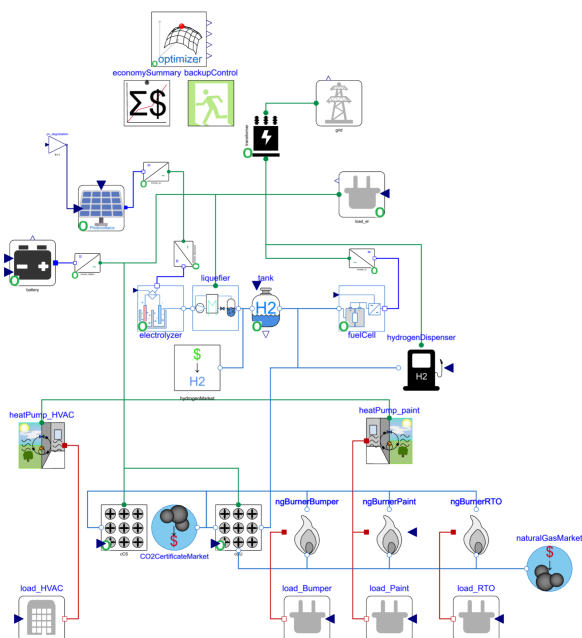 optimizer
economySummary backupControl
Σ$
grid
transformer
Photovoltaics
load_el
battery
liquefier
tank
H2
electrolyzer
fuelCell
hydrogenDispenser
$
H2
H2
hydrogenMarket
heatPump_HVAC
heatPump_paint
ngBurnerBumper
ngBurnerPaint
ngBurnerRTO
naturalGasMarket
$
$
CO2CertificateMarket
load_HVAC
load_Bumper
load_Paint
load_RTO